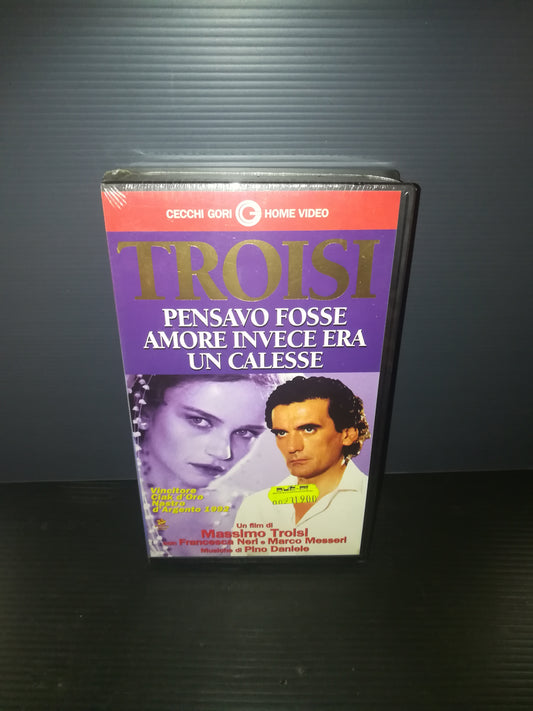 CECCHI GORI HOME VIDEO
TROISI
PENSAVO FOSSE
AMORE INVECE ERA
UN CALESSE
Vincitore
Ciak d'Oro
Nastro
d'Argento 1992
Un film di
Massimo Troisi
con Francesca Neri e Marco Messeri
Musiche di Pino Daniele